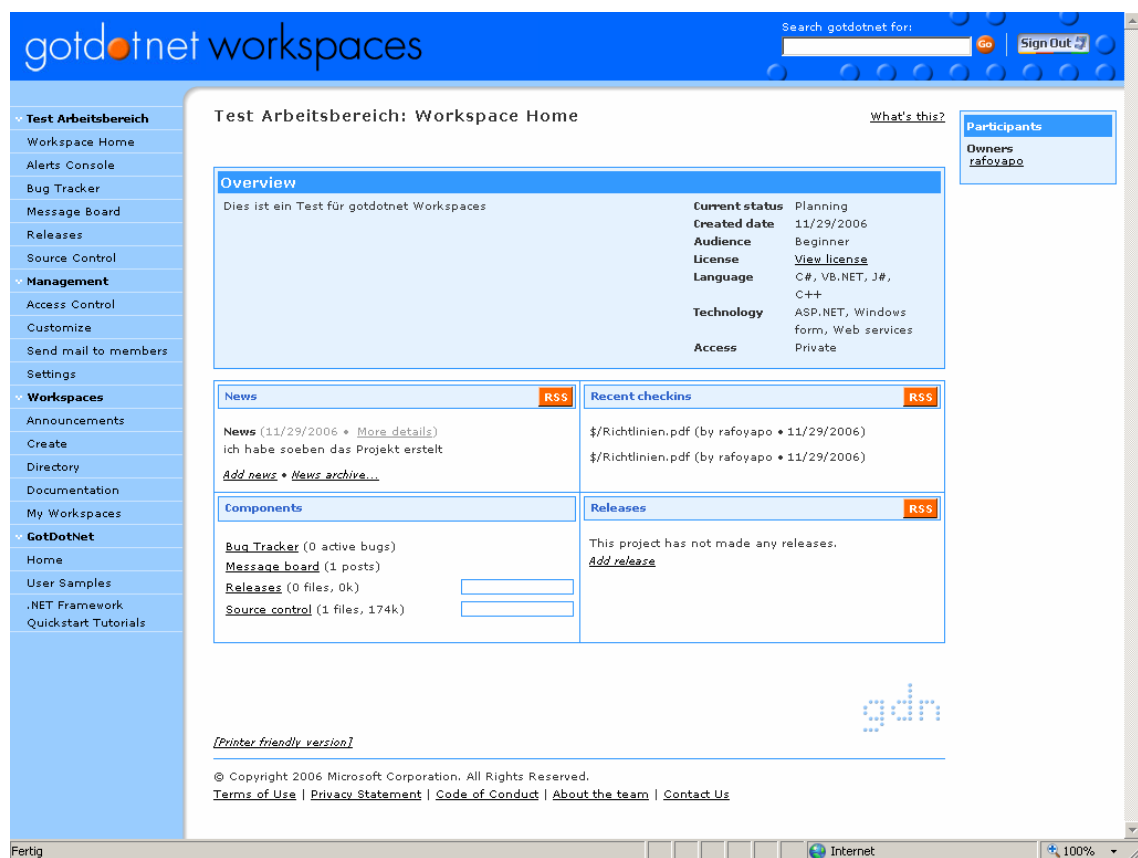 gotdotnet workspaces
Search gotdotnet for:
Go
Sign Out
Test Arbeitsbereich
Workspace Home
Alerts Console
Bug Tracker
Message Board
Releases
Source Control
Management
Access Control
Customize
Send mail to members
Settings
Workspaces
Announcements
Create
Directory
Documentation
My Workspaces
GotDotNet
Home
User Samples
.NET Framework
Quickstart Tutorials
Test Arbeitsbereich: Workspace Home
What's this?
Overview
Dies ist ein Test für gotdotnet Workspaces
Current status Planning
Created date 11/29/2006
Audience Beginner
License View license
Language C#, VB.NET, J#,
C++
Technology ASP.NET, Windows
form, Web services
Access Private
News RSS
News (11/29/2006 • More details)
ich habe soeben das Projekt erstelt
Add news • News archive...
Recent checkins RSS
$/Richtlinien.pdf (by rafoyapo • 11/29/2006)
$/Richtlinien.pdf (by rafoyapo • 11/29/2006)
Components
Bug Tracker (0 active bugs)
Message board (1 posts)
Releases (0 files, 0k)
Source control (1 files, 174k)
Releases RSS
This project has not made any releases.
Add release
Participants
Owners
rafoyapo
gdn
[Printer friendly version]
© Copyright 2006 Microsoft Corporation. All Rights Reserved.
Terms of Use | Privacy Statement | Code of Conduct | About the team | Contact Us
Fertig
Internet
100%